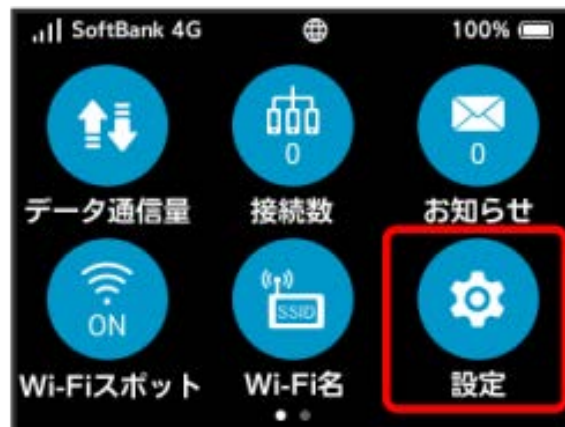 SoftBank 4G 100%
0 0
データ通信量 接続数 お知らせ
ON SSID
Wi-Fiスポット Wi-Fi名 設定